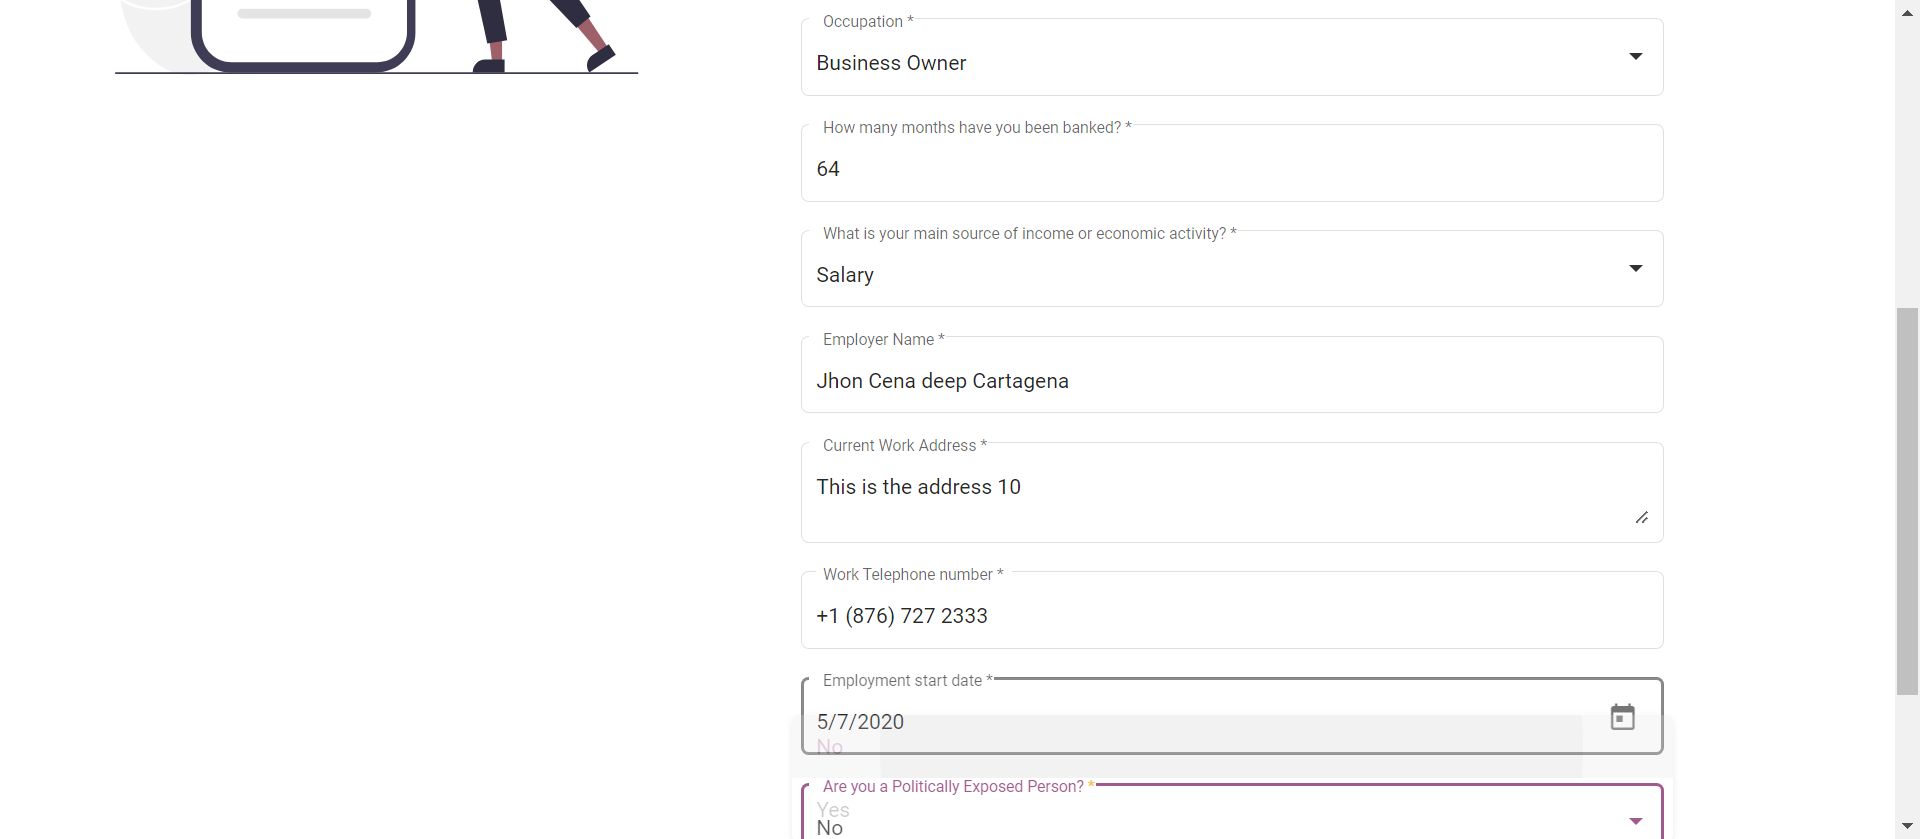 Occupation *
Business Owner
How many months have you been banked? *
64
What is your main source of income or economic activity? *
Salary
Employer Name *
Jhon Cena deep Cartagena
Current Work Address *
This is the address 10
Work Telephone number *
+1 (876) 727 2333
Employment start date *
5/7/2020
No
Are you a Politically Exposed Person? *
Yes
No